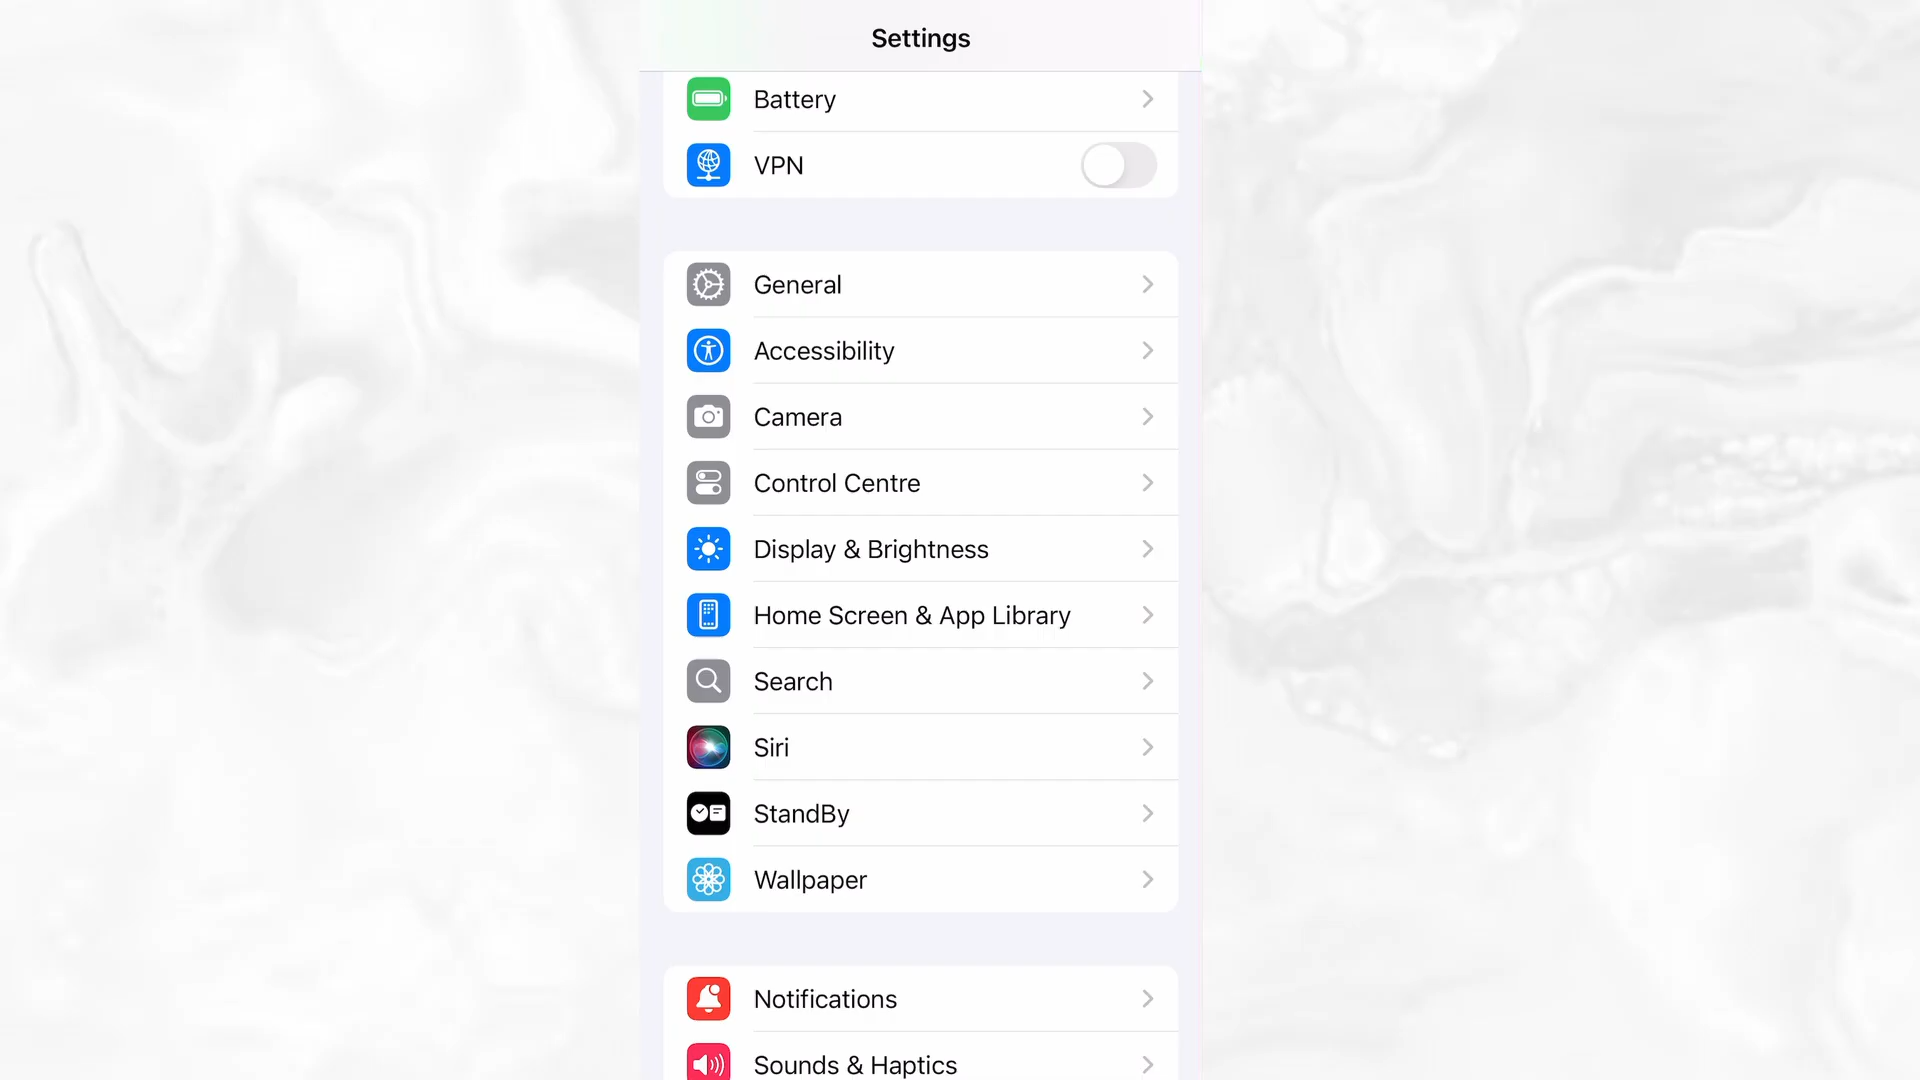 Settings
Battery
VPN
General
Accessibility
Camera
Control Centre
Display & Brightness
Home Screen & App Library
Search
Siri
StandBy
Wallpaper
Notifications
Sounds & Haptics